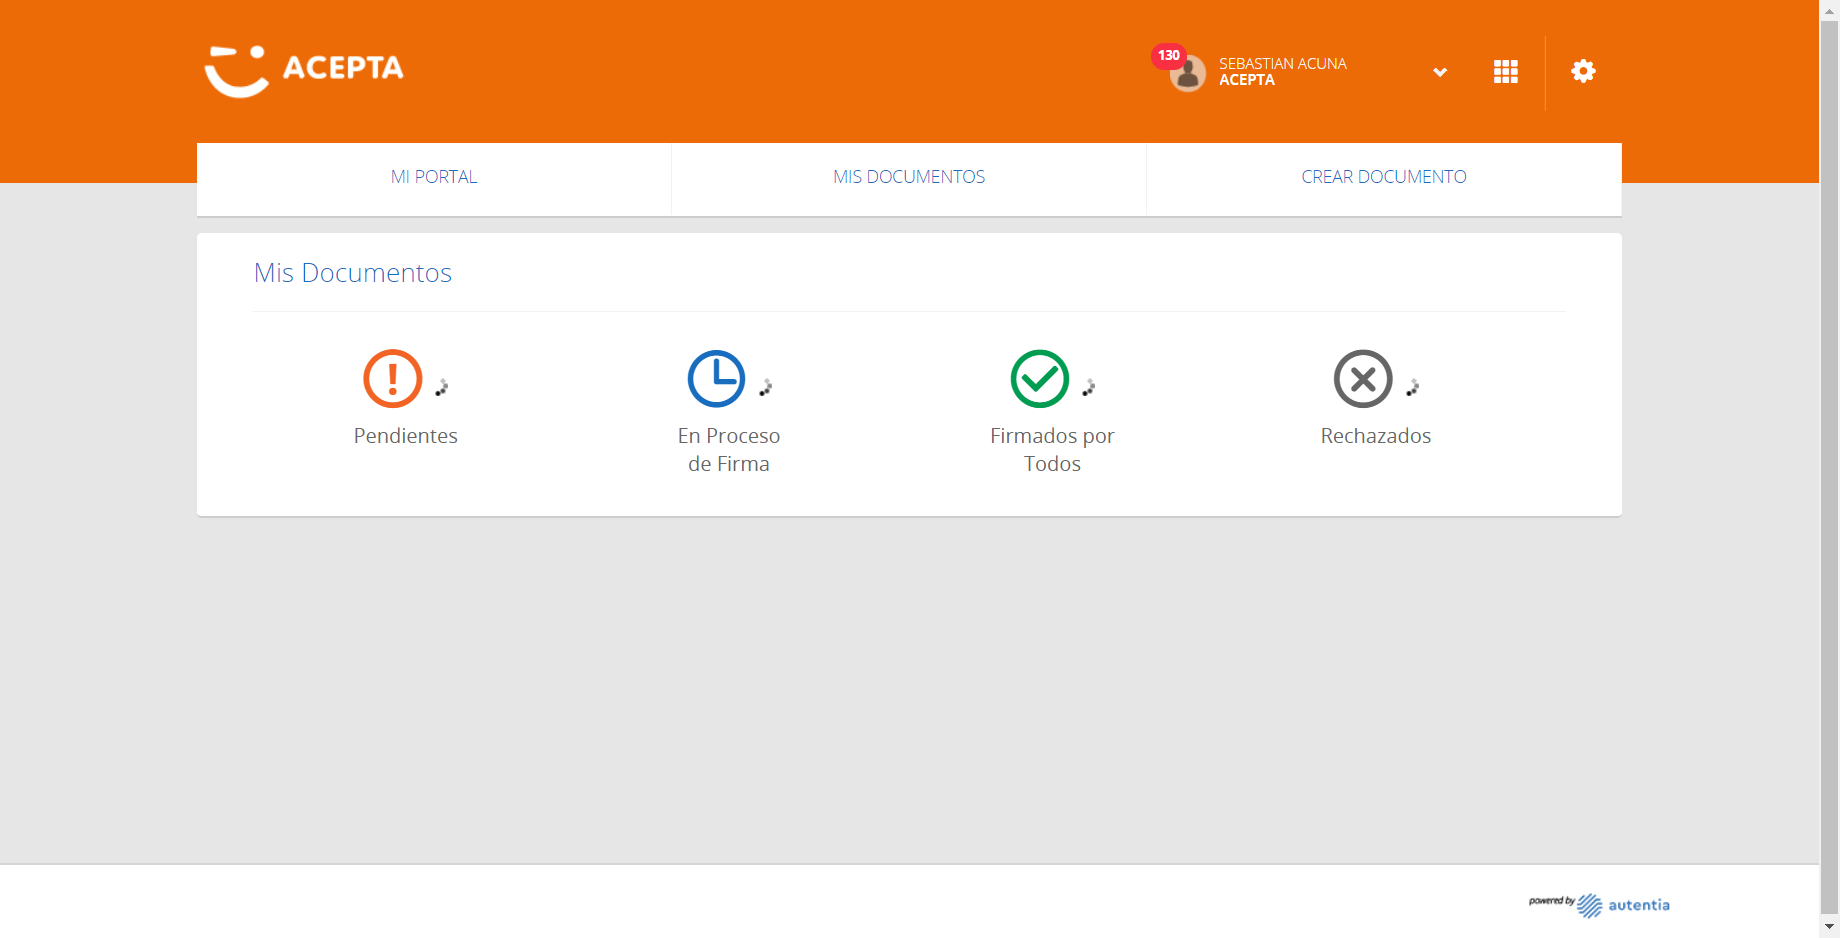 ACEPTA
130
SEBASTIAN ACUNA
ACEPTA
MI PORTAL
MIS DOCUMENTOS
CREAR DOCUMENTO
Mis Documentos
Pendientes
En Proceso
de Firma
Firmados por
Todos
Rechazados
powered by autentia